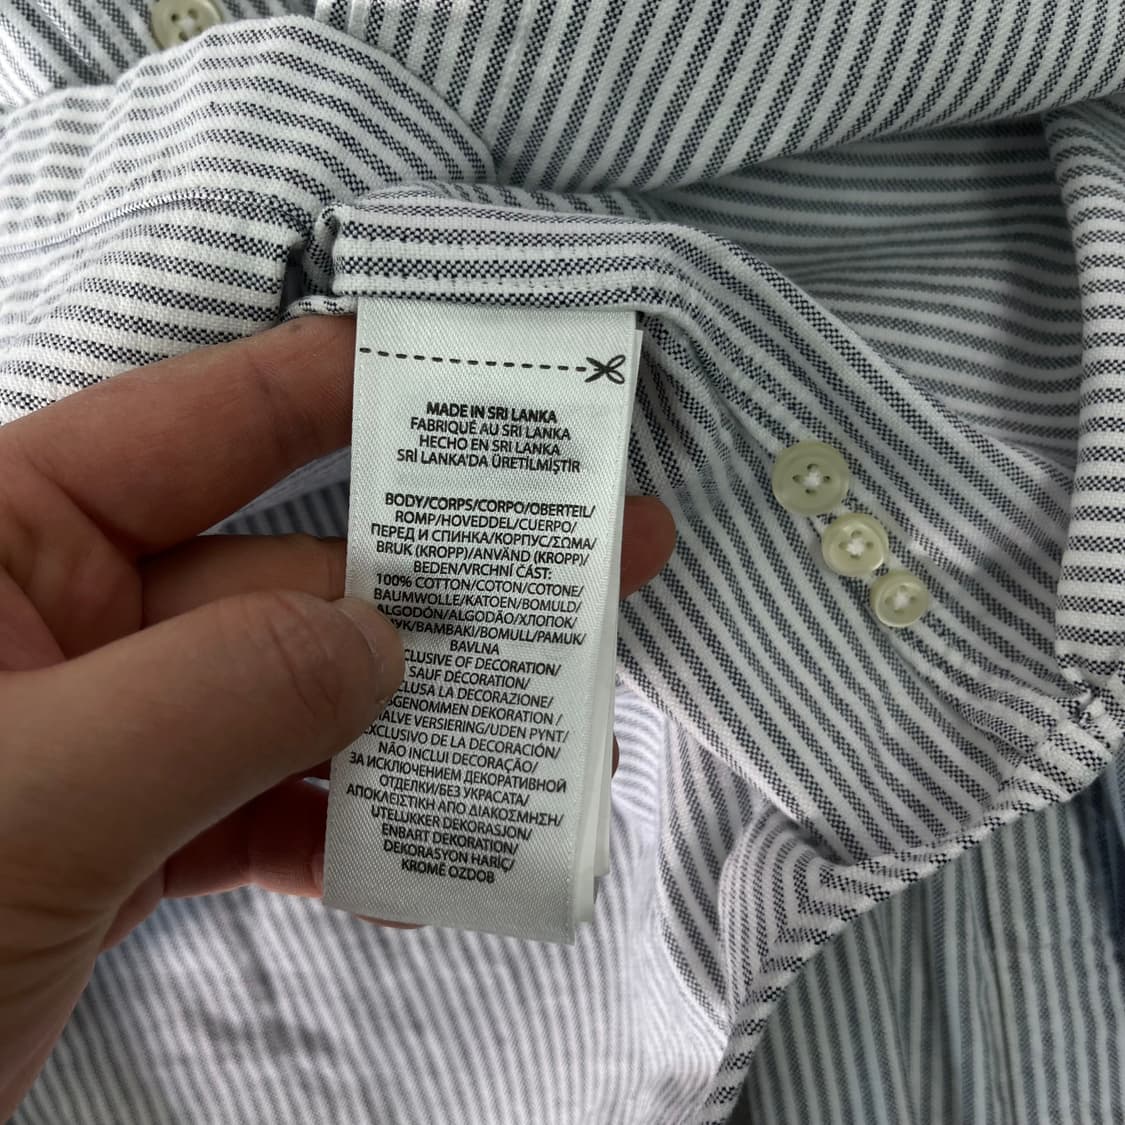 MADE IN SRI LANKA
FABRIQUÉ AU SRI LANKA
HECHO EN SRI LANKA
SRİ LANKA'DA ÜRETİLMİŞTİR
BODY/CORPS/CORPO/OBERTEIL/
ROMP/HOVEDDEL/CUERPO/
ПЕРЕД И СПИНКА/КОРПУС/ΣΩΜΑ/
BRUK (KROPP)/ANVÄND (KROPP)/
BEDEN/VRCHNÍ ČÁST:
100% COTTON/COTON/COTONE/
BAUMWOLLE/KATOEN/BOMULD/
ALGODÓN/ALGODÃO/ХЛОПОК/
/BAMBAKI/BOMULL/PAMUK/
BAVLNA
OF DECORATION/
SAUF DÉCORATION/
LA DECORAZIONE/
DEKORATION /
VERSIERING/UDEN PYNT/
EXCLUSIVO DE LA DECORACIÓN/
NÃO INCLUI DECORAÇÃO/
ЗА ИСКЛЮЧЕНИЕМ ДЕКОРАТИВНОЙ
ОТДЕЛКИ/БЕЗ УКРАСАТА/
ΑΠΟΚΛΕΙΣΤΙΚΗ ΑΠΟ ΔΙΑΚΟΣΜΗΣΗ/
UTELUKKER DEKORASJON/
ENBART DEKORATION/
DEKORASYON HARİÇ/
KROMĚ OZDOB